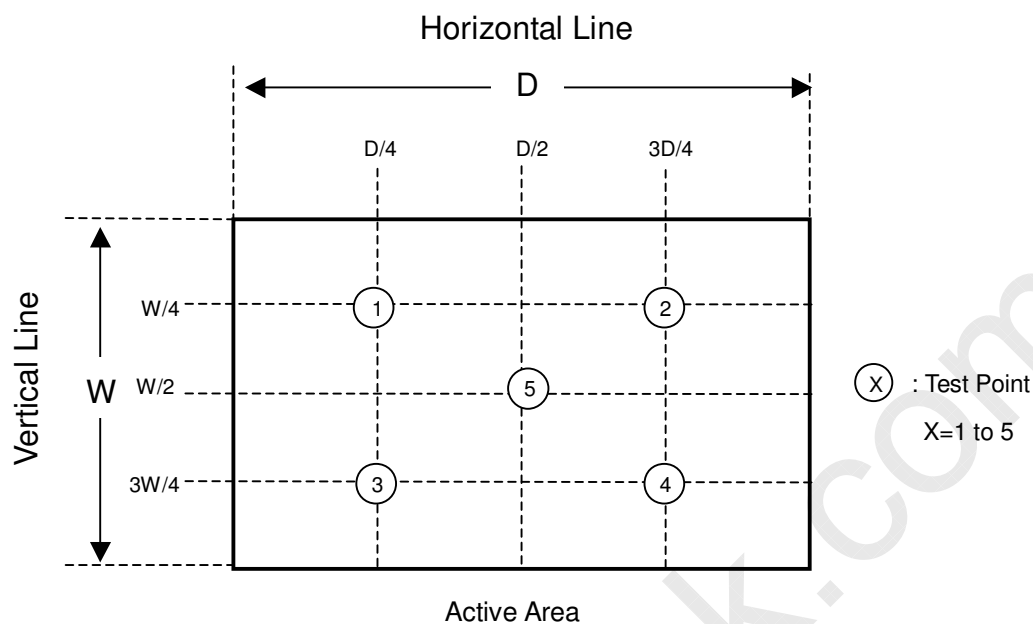 Horizontal Line
D
D/4 D/2 3D/4
Vertical Line
W
W/4
W/2
3W/4
1 2
5
3 4
X : Test Point
X=1 to 5
Active Area
k.com